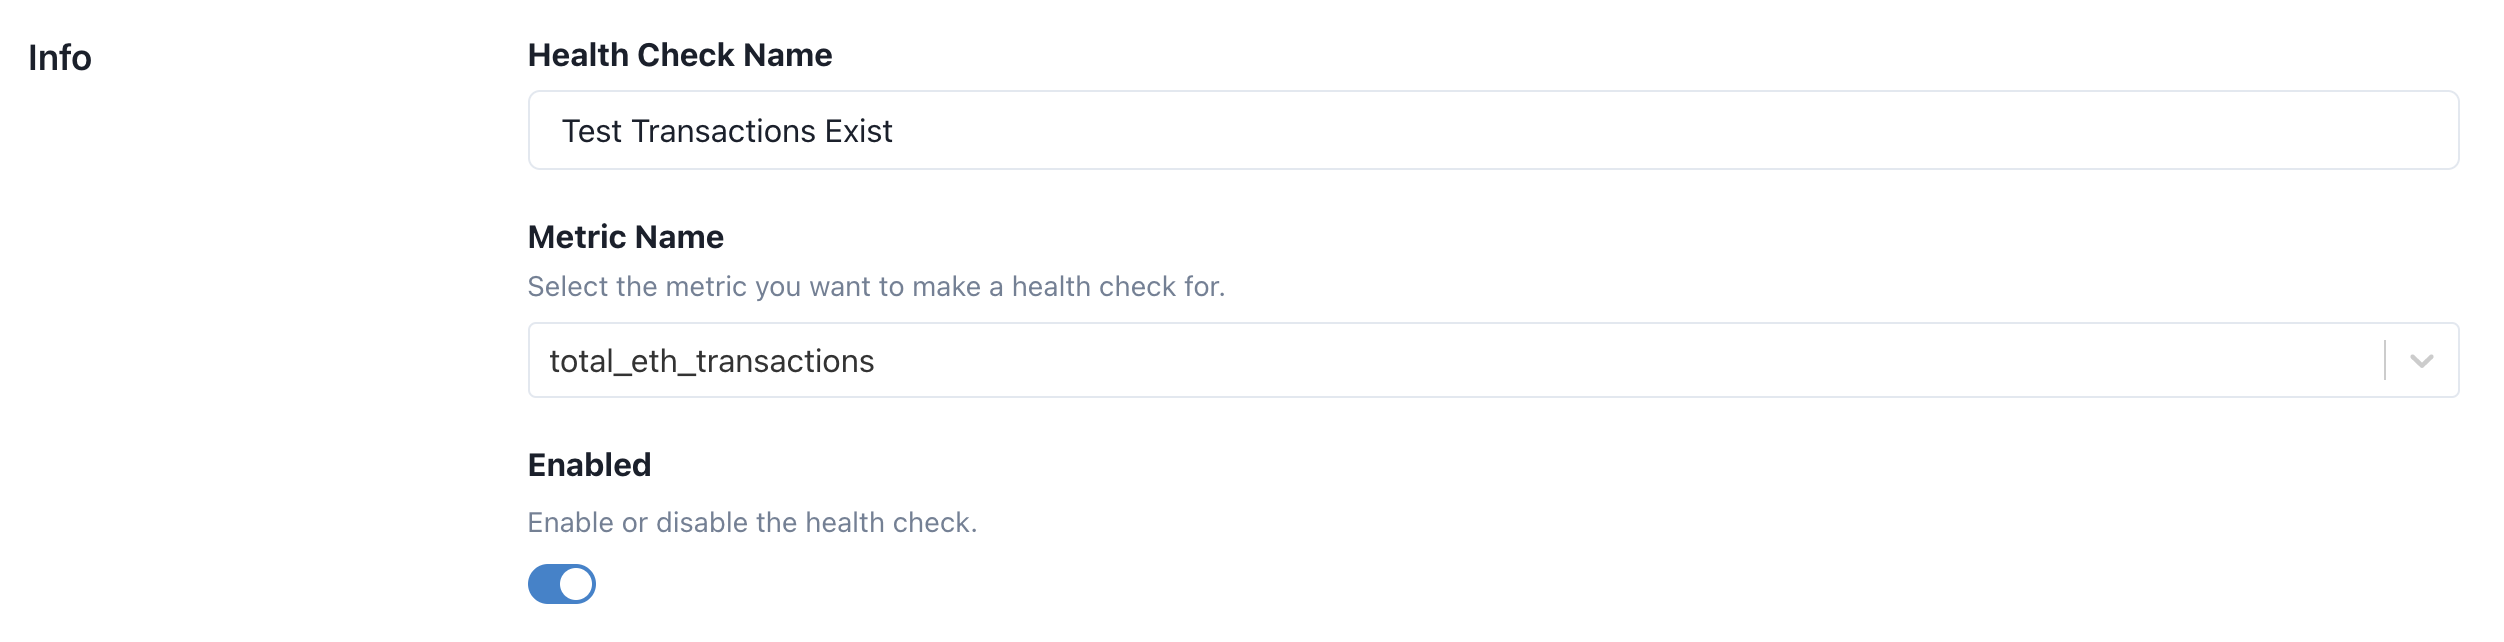 Info
Health Check Name
Test Transactions Exist
Metric Name
Select the metric you want to make a health check for.
total_eth_transactions
Enabled
Enable or disable the health check.